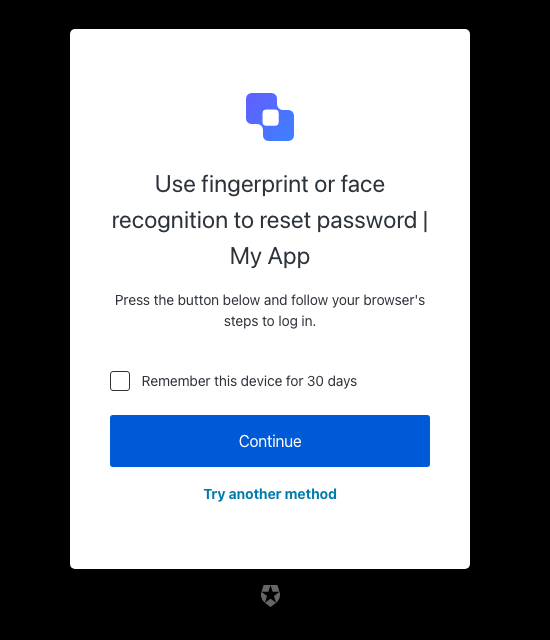 Use fingerprint or face
recognition to reset password |
My App
Press the button below and follow your browser's
steps to log in.
Remember this device for 30 days
Continue
Try another method